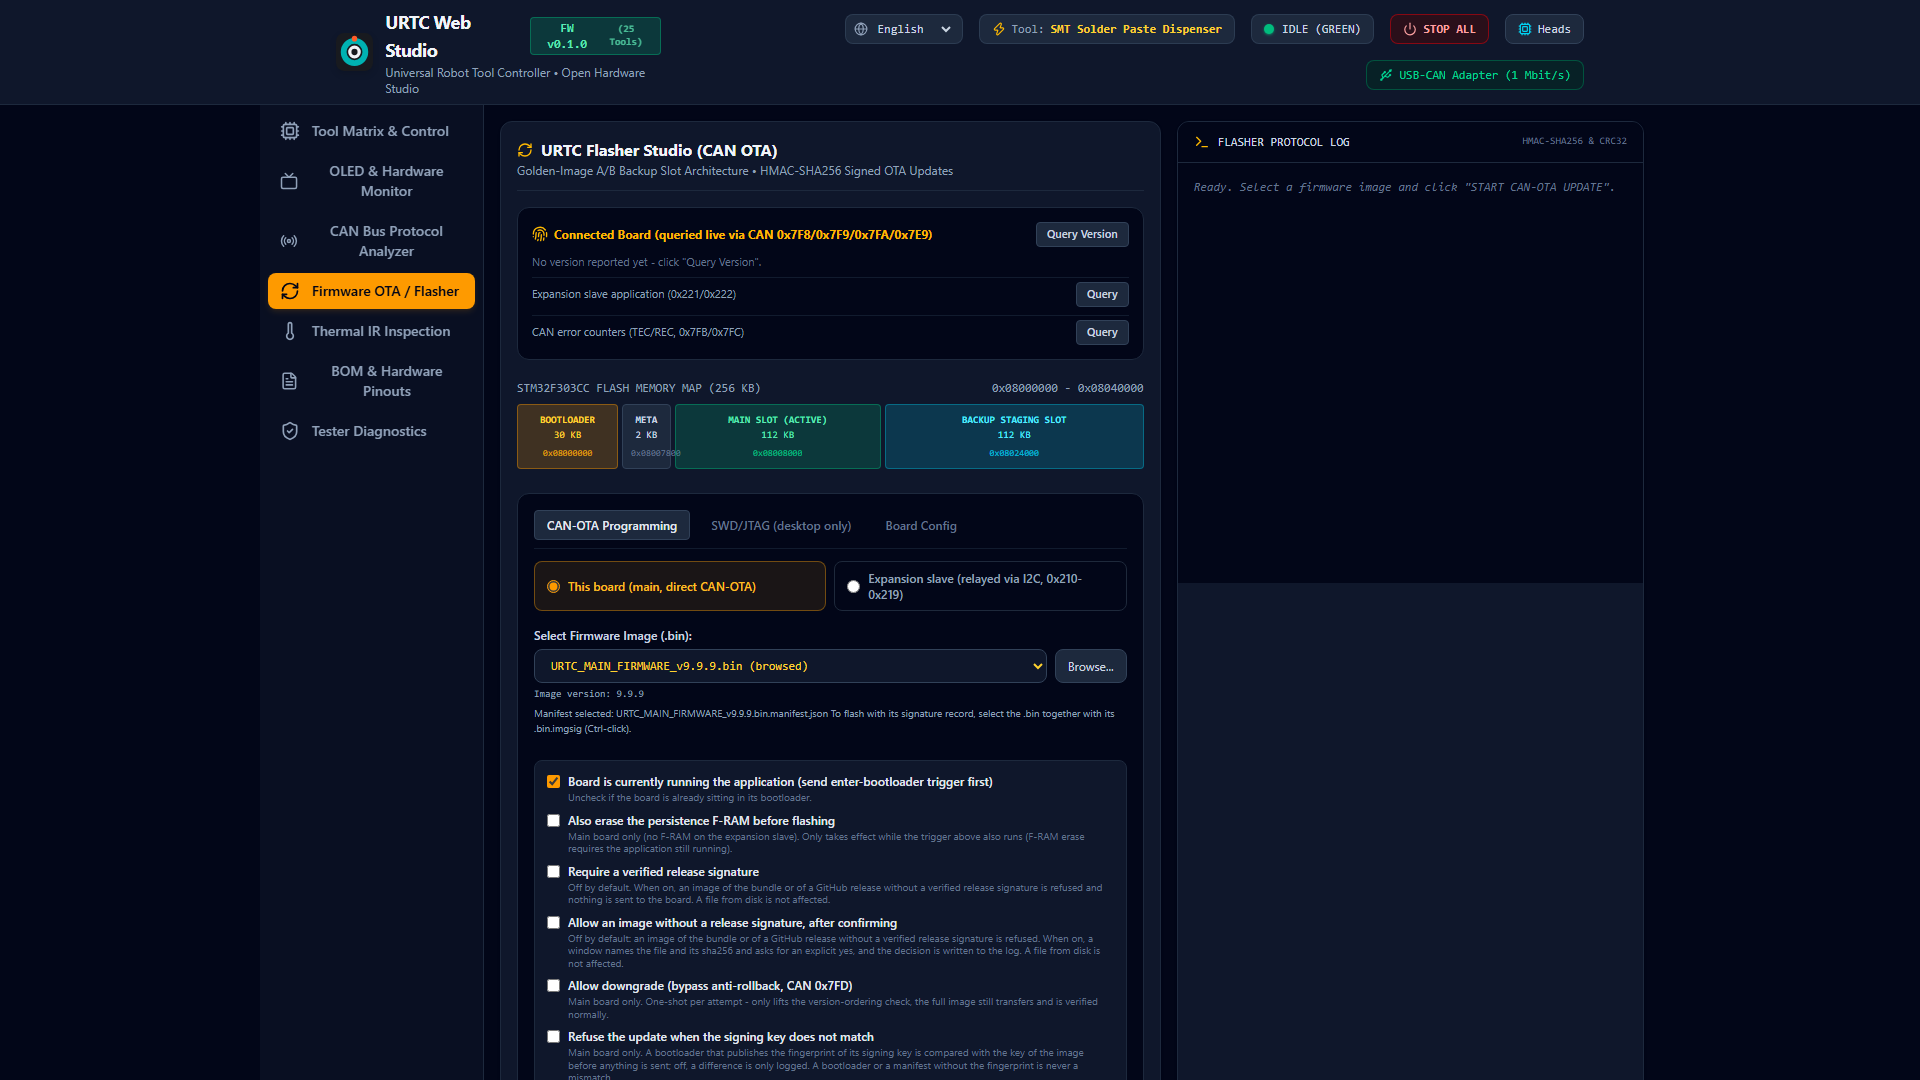 URTC Web Studio
FW v0.1.0 (25 Tools)
Universal Robot Tool Controller • Open Hardware Studio
English
Tool: SMT Solder Paste Dispenser
IDLE (GREEN)
STOP ALL
Heads
USB-CAN Adapter (1 Mbit/s)
Tool Matrix & Control
OLED & Hardware Monitor
CAN Bus Protocol Analyzer
Firmware OTA / Flasher
Thermal IR Inspection
BOM & Hardware Pinouts
Tester Diagnostics
URTC Flasher Studio (CAN OTA)
Golden-Image A/B Backup Slot Architecture • HMAC-SHA256 Signed OTA Updates
Connected Board (queried live via CAN 0x7F8/0x7F9/0x7FA/0x7E9)
Query Version
No version reported yet - click "Query Version".
Expansion slave application (0x221/0x222)
Query
CAN error counters (TEC/REC, 0x7FB/0x7FC)
Query
STM32F303CC FLASH MEMORY MAP (256 KB)
0x08000000 - 0x08040000
BOOTLOADER
30 KB
0x08000000
META
2 KB
0x08007800
MAIN SLOT (ACTIVE)
112 KB
0x08008000
BACKUP STAGING SLOT
112 KB
0x08024000
CAN-OTA Programming
SWD/JTAG (desktop only)
Board Config
This board (main, direct CAN-OTA)
Expansion slave (relayed via I2C, 0x210-
0x219)
Select Firmware Image (.bin):
URTC_MAIN_FIRMWARE_v9.9.9.bin (browsed)
Browse...
Image version: 9.9.9
Manifest selected: URTC_MAIN_FIRMWARE_v9.9.9.bin.manifest.json To flash with its signature record, select the .bin together with its
.bin.imgsig (Ctrl-click).
Board is currently running the application (send enter-bootloader trigger first)
Uncheck if the board is already sitting in its bootloader.
Also erase the persistence F-RAM before flashing
Main board only (no F-RAM on the expansion slave). Only takes effect while the trigger above also runs (F-RAM erase
requires the application still running).
Require a verified release signature
Off by default. When on, an image of the bundle or of a GitHub release without a verified release signature is refused and
nothing is sent to the board. A file from disk is not affected.
Allow an image without a release signature, after confirming
Off by default: an image of the bundle or of a GitHub release without a verified release signature is refused. When on, a
window names the file and its sha256 and asks for an explicit yes, and the decision is written to the log. A file from disk is
not affected.
Allow downgrade (bypass anti-rollback, CAN 0x7FD)
Main board only. One-shot per attempt - only lifts the version-ordering check, the full image still transfers and is verified
normally.
Refuse the update when the signing key does not match
Main board only. A bootloader that publishes the fingerprint of its signing key is compared with the key of the image
before anything is sent; off, a difference is only logged. A bootloader or a manifest without the fingerprint is never a
mismatch.
FLASHER PROTOCOL LOG
HMAC-SHA256 & CRC32
Ready. Select a firmware image and click "START CAN-OTA UPDATE".